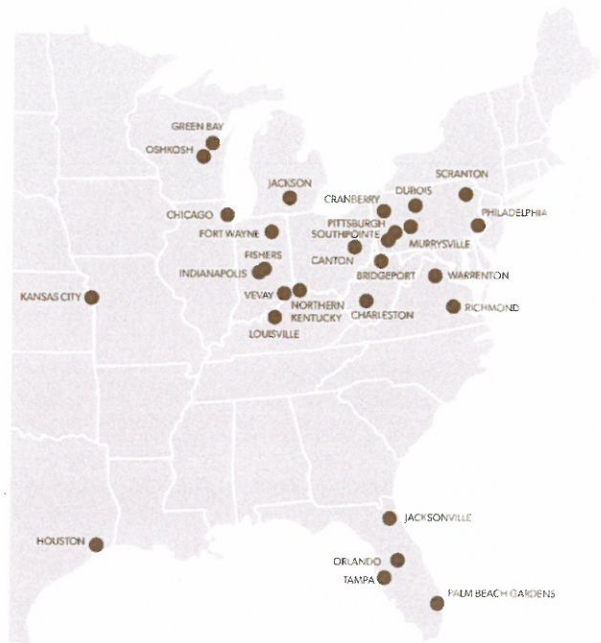 GREEN BAY
OSHKOSH
SCRANTON
JACKSON
DUBOIS
CRANBERRY
CHICAGO
PHILADELPHIA
PITTSBURGH
FORT WAYNE
SOUTHPOINTE
MURRYSVILLE
FISHERS
CANTON
INDIANAPOLIS
BRIDGEPORT
WARRENTON
KANSAS CITY
VEVAY
NORTHERN
KENTUCKY
CHARLESTON
RICHMOND
LOUISVILLE
JACKSONVILLE
HOUSTON
ORLANDO
TAMPA
PALM BEACH GARDENS